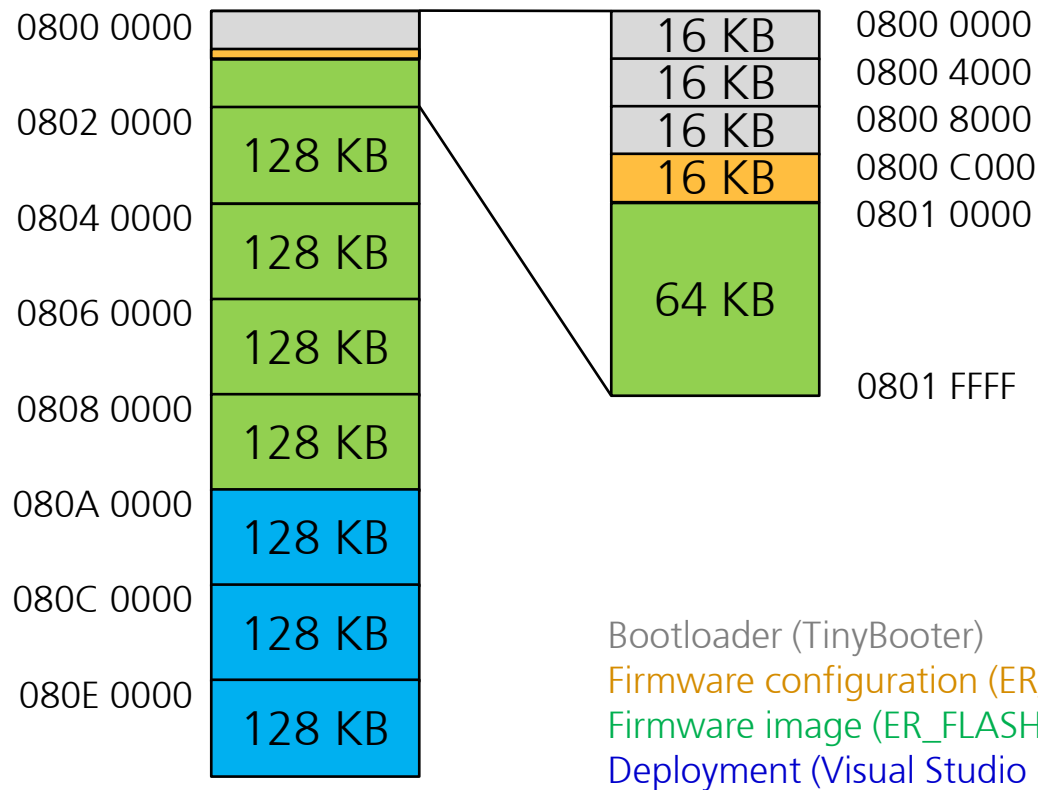 0800 0000
0802 0000
128 KB
0804 0000
128 KB
0806 0000
128 KB
0808 0000
128 KB
080A 0000
128 KB
080C 0000
128 KB
080E 0000
128 KB
16 KB
0800 0000
16 KB
0800 4000
16 KB
0800 8000
16 KB
0800 C000
0801 0000
64 KB
0801 FFFF
Bootloader (TinyBooter)
Firmware configuration (ER
Firmware image (ER_FLASH
Deployment (Visual Studio